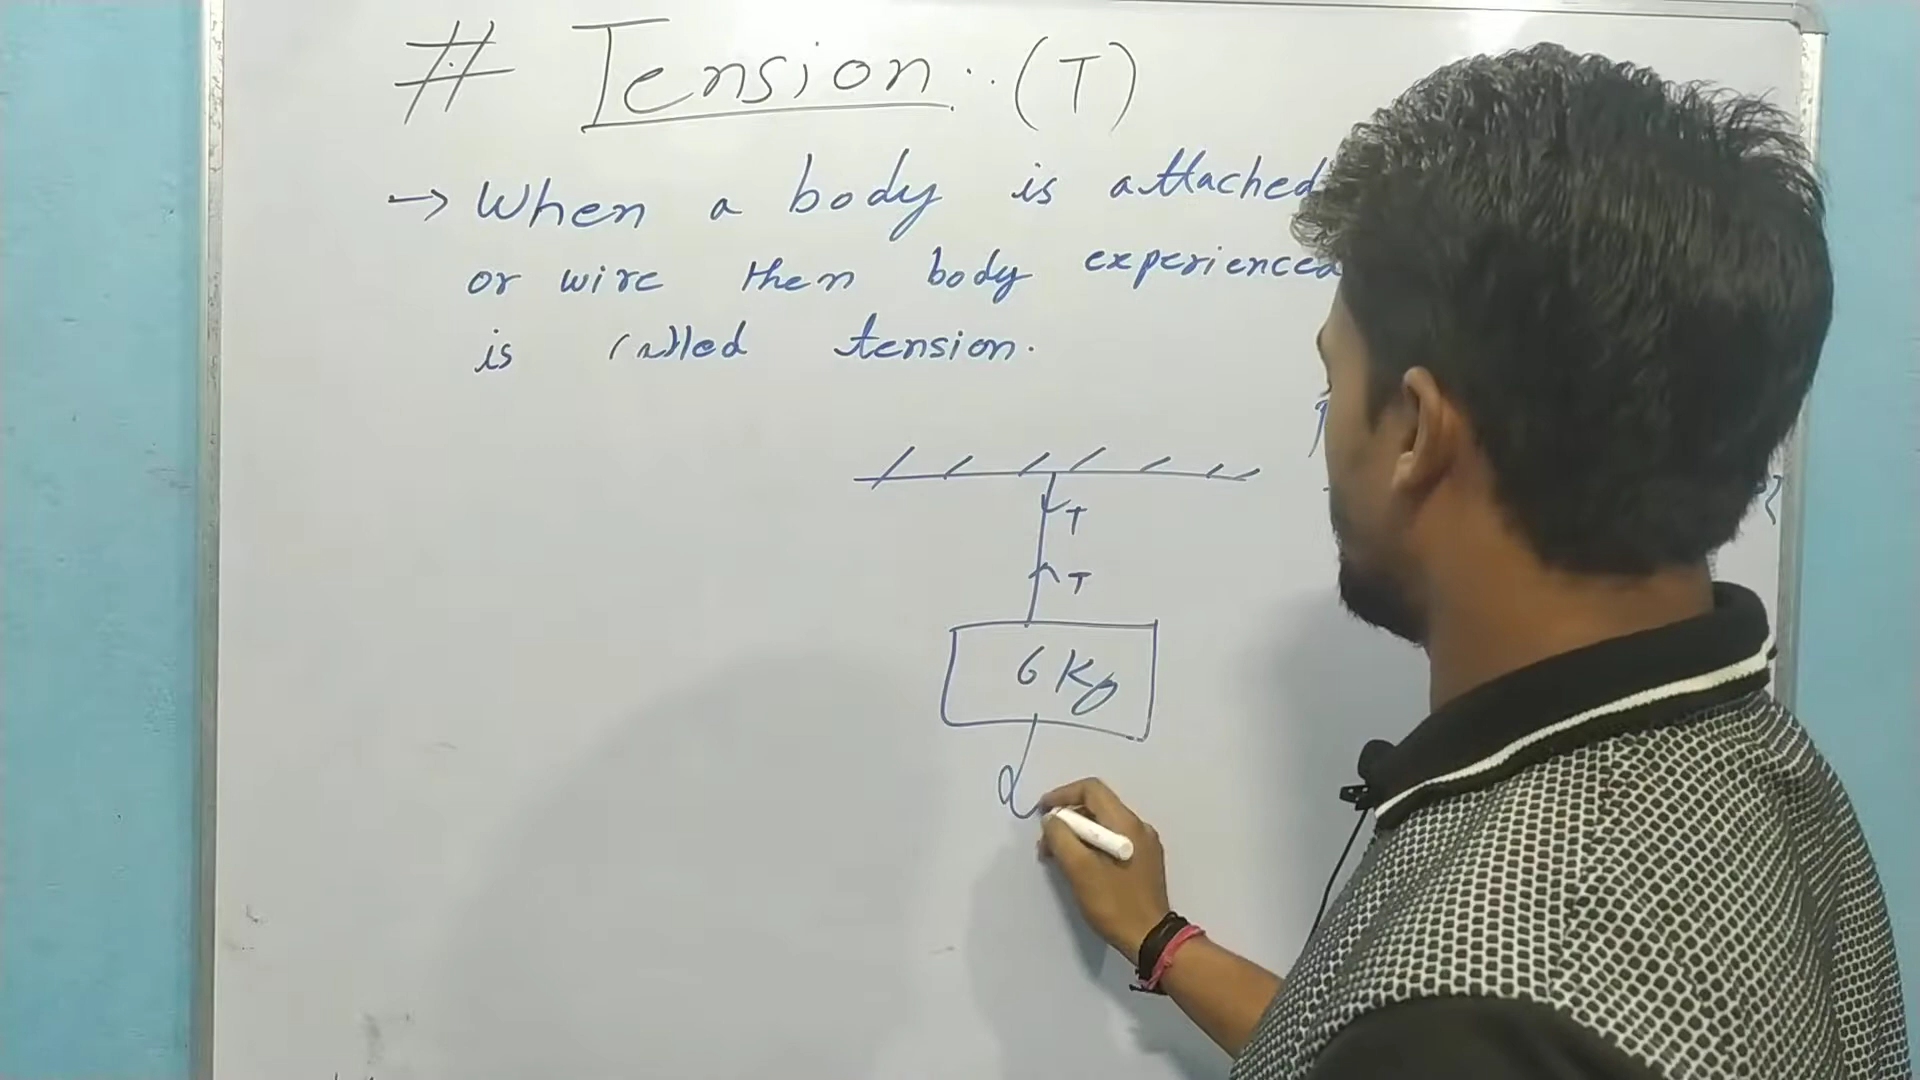 # Tension :- (T)
→ When a body is attached
or wire then body experienced
is called tension.
T
T
6 Kg